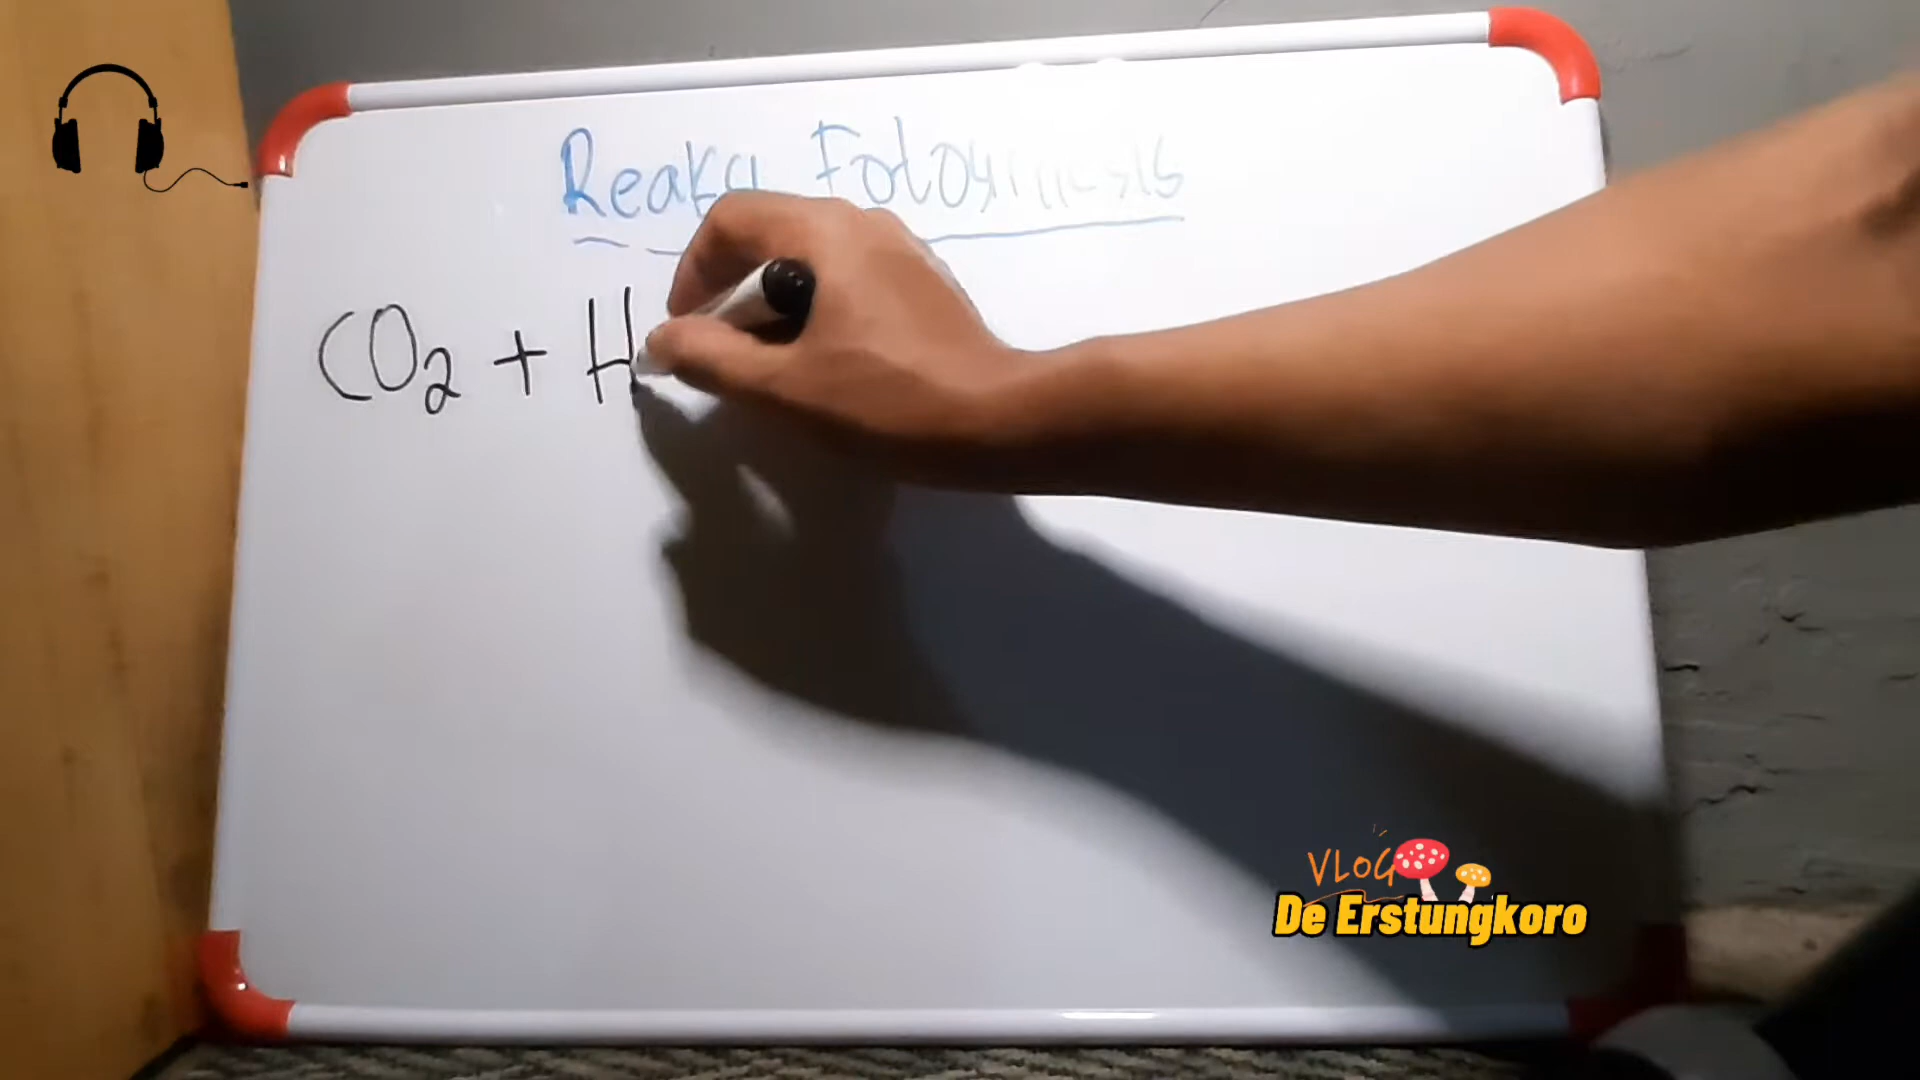 Reaksi Fotosintesis
CO₂ + H
VLOG
De Erstungkoro